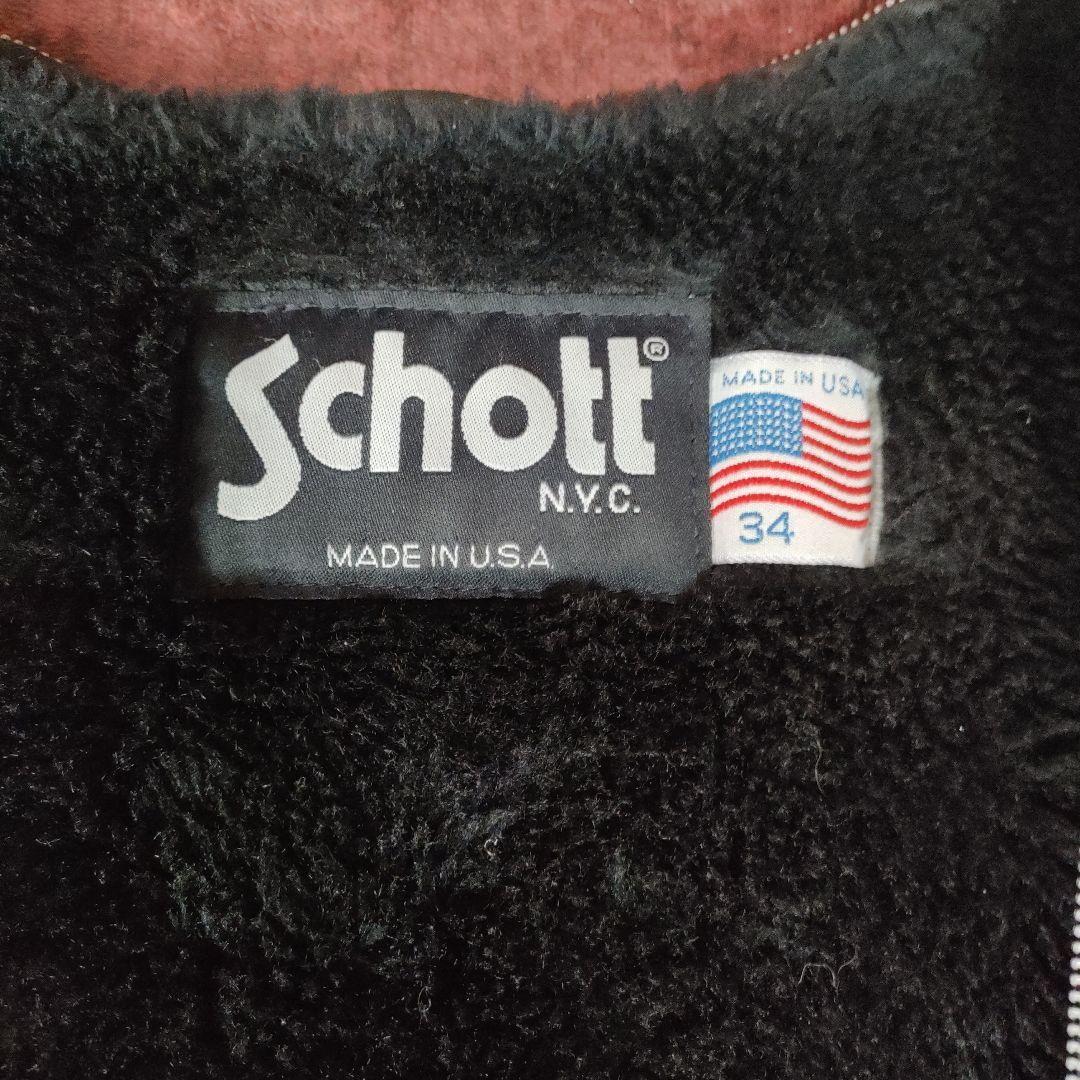 Schott®
N.Y.C.
MADE IN U.S.A
MADE IN USA
34